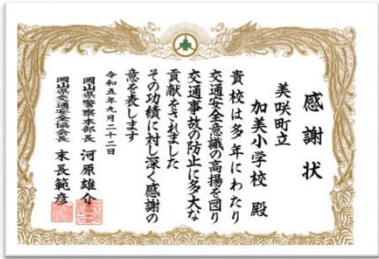 感謝状
美咲町立
加美小学校 殿
貴校は多年にわたり
交通安全意識の高揚を図り
交通事故の防止に多大な
貢献をされました
その功績に対し深く感謝の
意を表します
令和五年九月二十二日
岡山県警察本部長 河原雄介
岡山県交通安全協会長 末長範彦